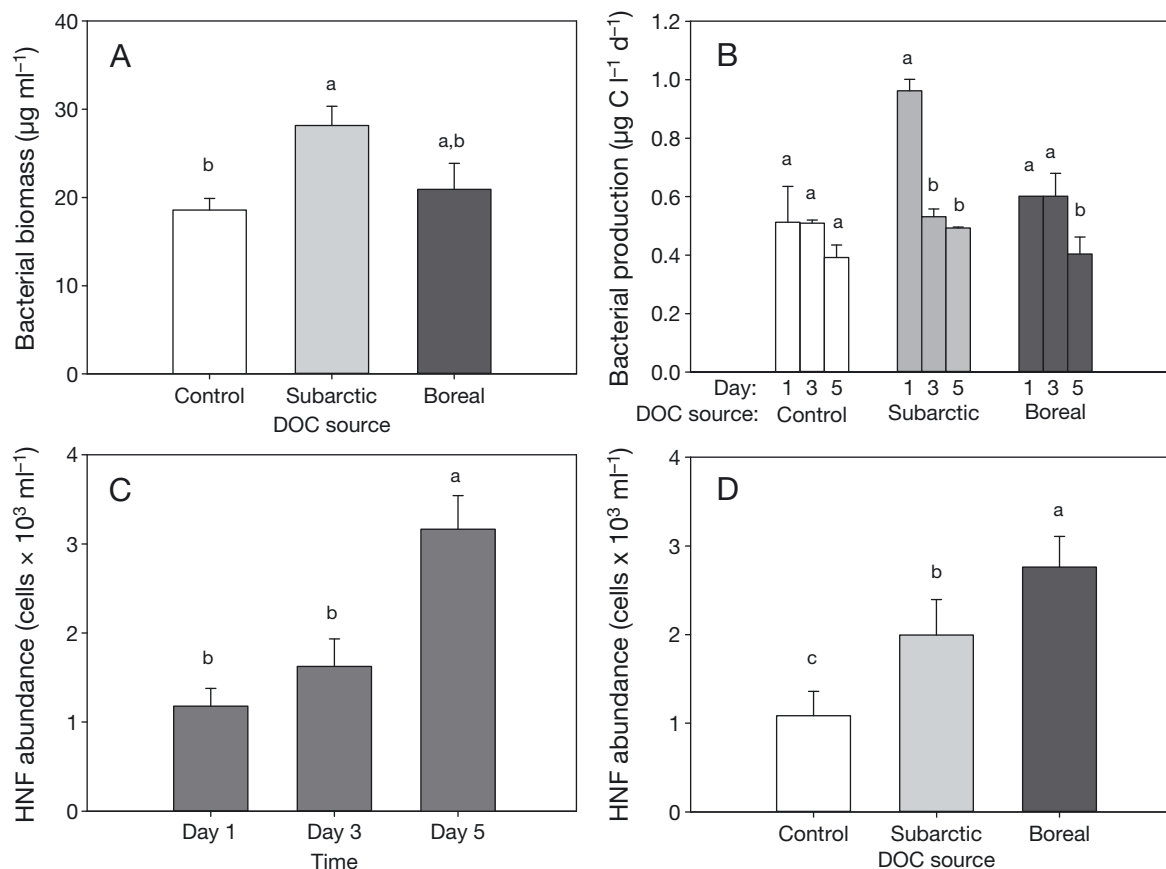 A
Bacterial biomass (µg ml⁻¹)
40
30
20
10
0
b
a
a,b
Control Subarctic Boreal
DOC source
B
Bacterial production (µg C l⁻¹ d⁻¹)
1.2
1.0
0.8
0.6
0.4
0.2
0.0
a a a
a b b
a a b
Day: 1 3 5 1 3 5 1 3 5
DOC source: Control Subarctic Boreal
C
HNF abundance (cells × 10³ ml⁻¹)
4
3
2
1
0
b
b
a
Day 1 Day 3 Day 5
Time
D
HNF abundance (cells x 10³ ml⁻¹)
4
3
2
1
0
c
b
a
Control Subarctic Boreal
DOC source